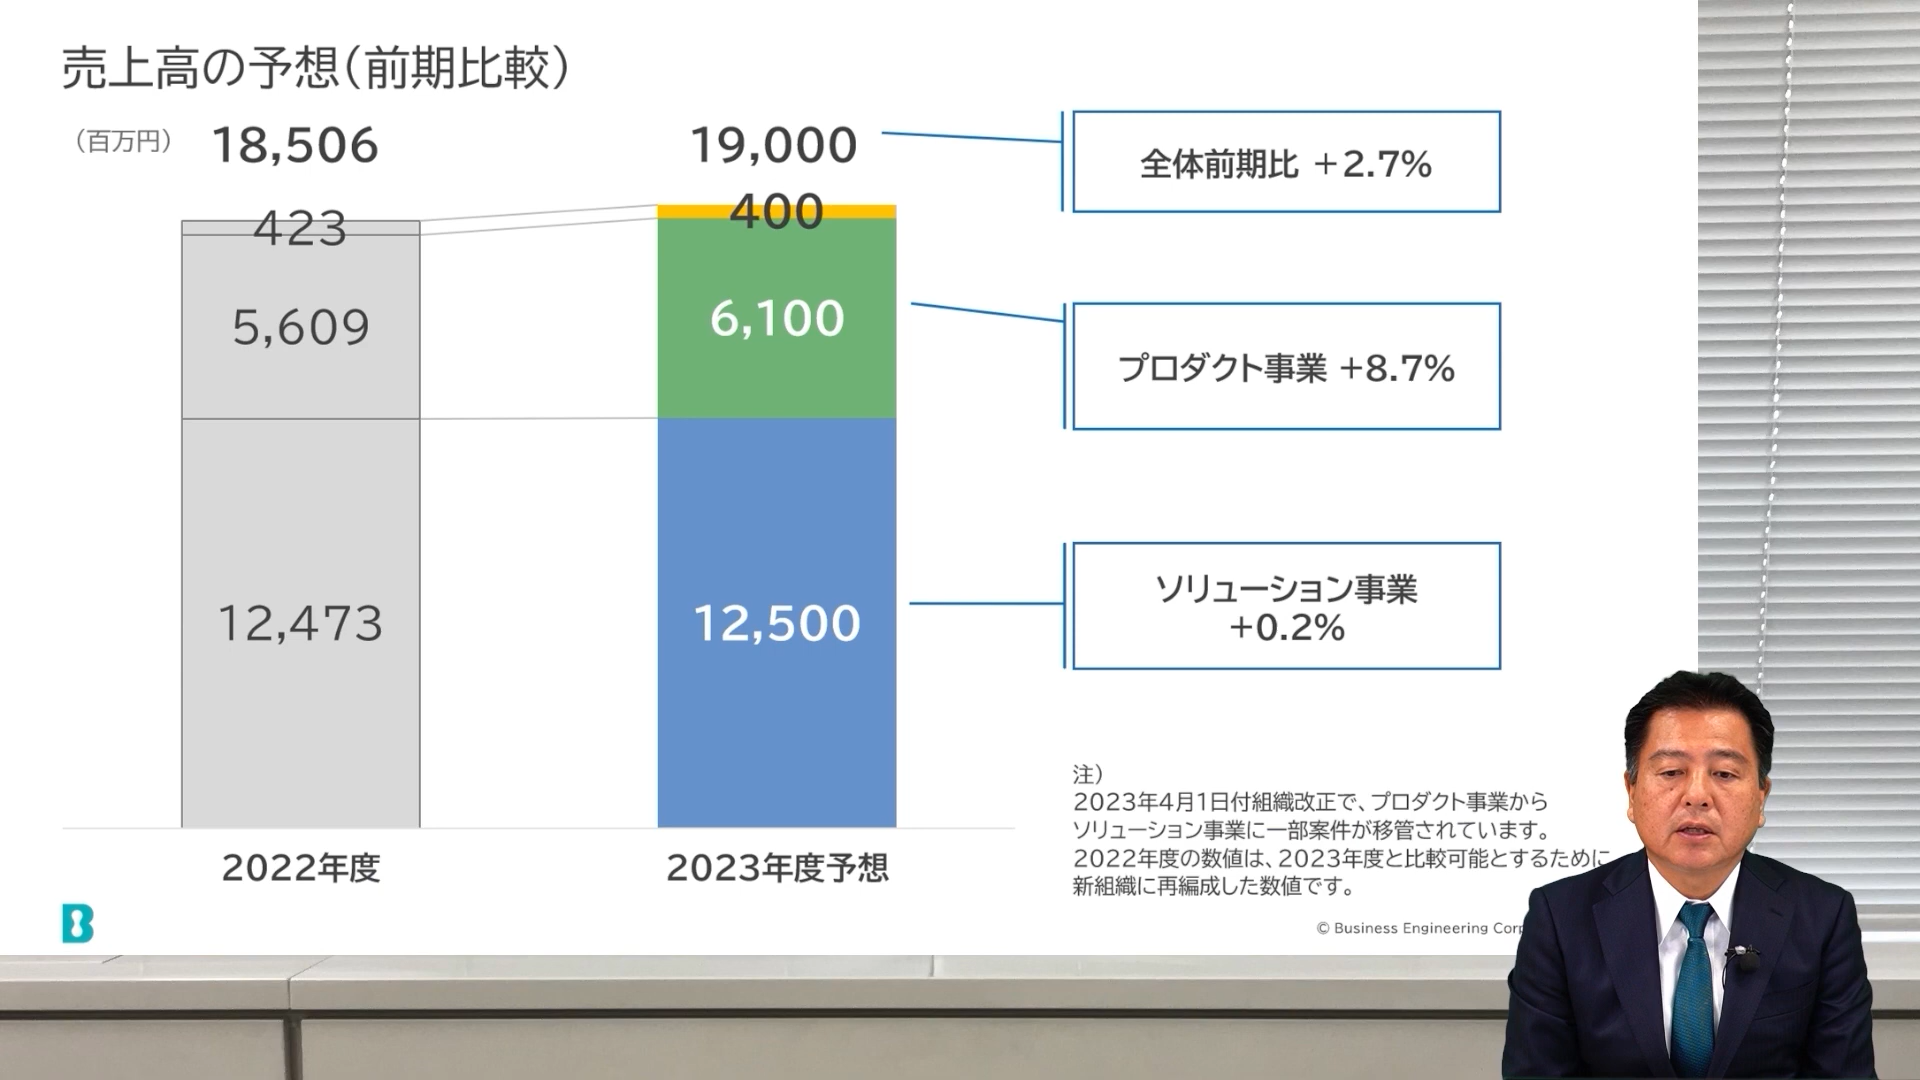 売上高の予想(前期比較)
(百万円)
18,506
19,000
全体前期比 +2.7%
423
400
5,609
6,100
プロダクト事業 +8.7%
12,473
12,500
ソリューション事業
+0.2%
注)
2023年4月1日付組織改正で、プロダクト事業から
ソリューション事業に一部案件が移管されています。
2022年度の数値は、2023年度と比較可能とするために
新組織に再編成した数値です。
2022年度
2023年度予想
B
© Business Engineering